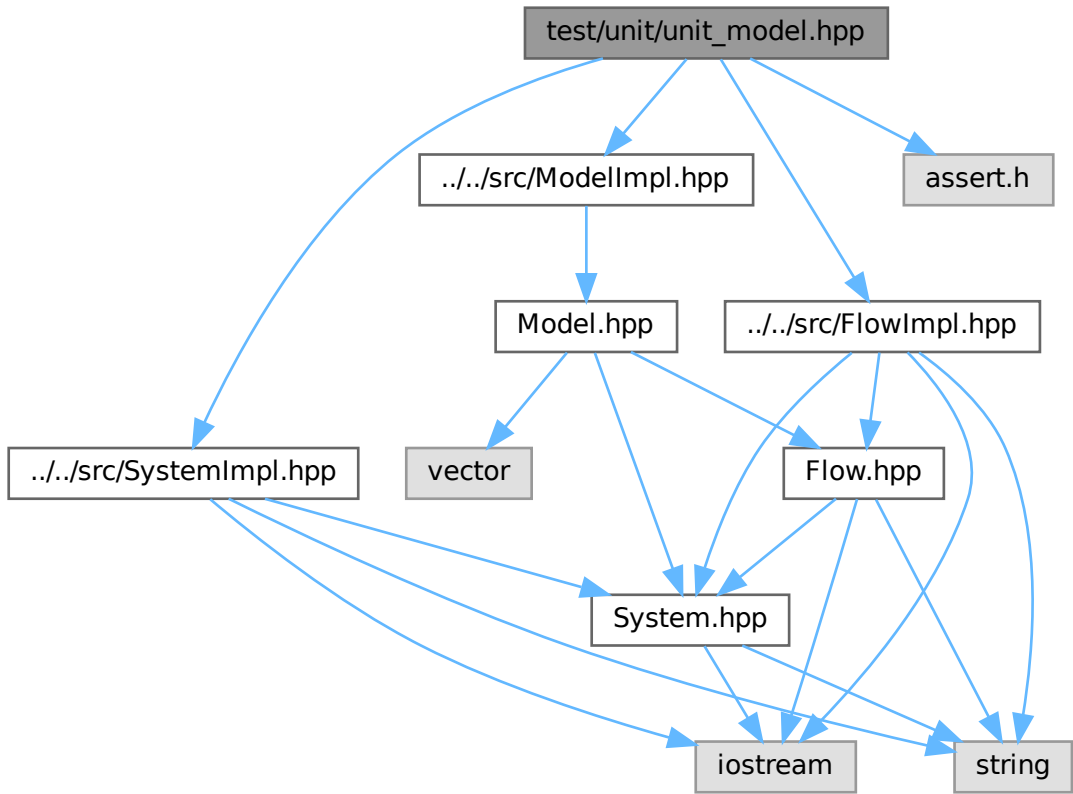 test/unit/unit_model.hpp
../../src/ModelImpl.hpp
assert.h
Model.hpp
../../src/FlowImpl.hpp
../../src/SystemImpl.hpp
vector
Flow.hpp
System.hpp
iostream
string